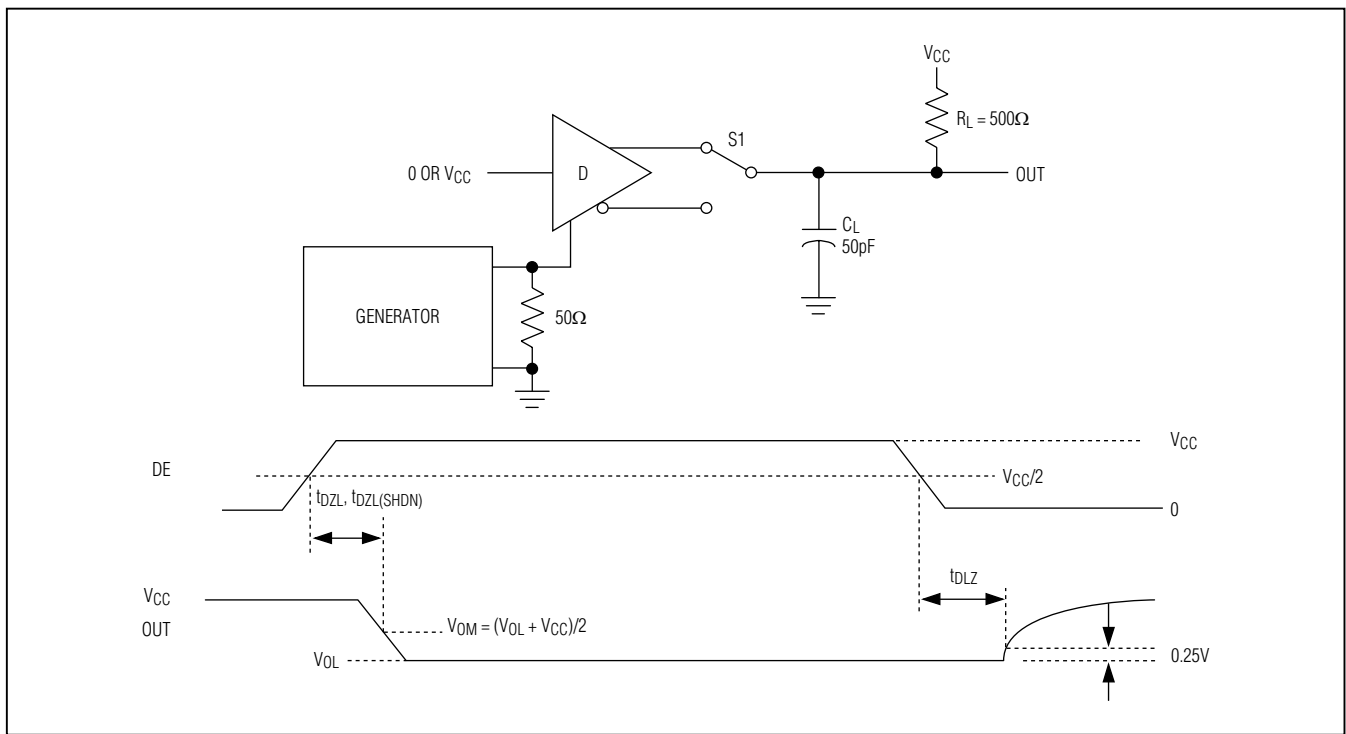 VCC
RL = 500Ω
S1
0 OR VCC
D
OUT
CL
50pF
GENERATOR
50Ω
VCC
DE
VCC/2
tDZL, tDZL(SHDN)
0
tDLZ
VCC
OUT
VOM = (VOL + VCC)/2
VOL
0.25V